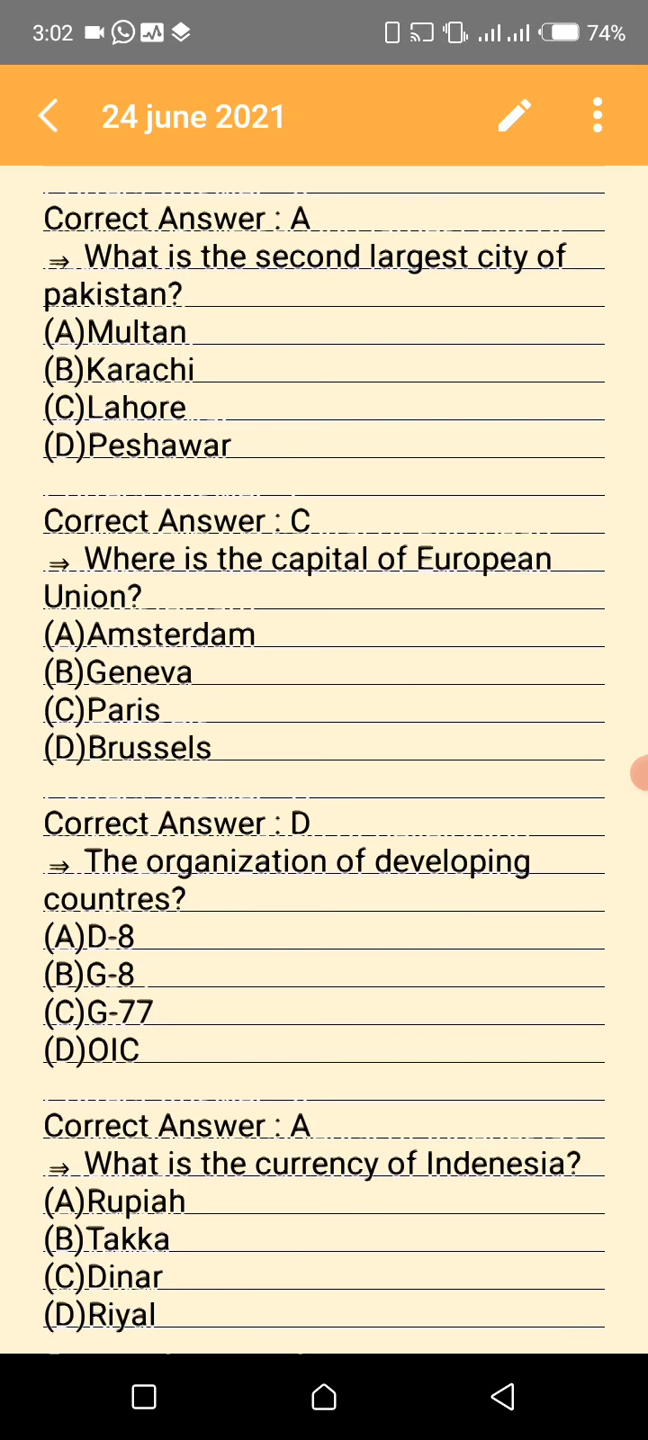 3:02
74%
24 june 2021
Correct Answer : A
⇒ What is the second largest city of
pakistan?
(A)Multan
(B)Karachi
(C)Lahore
(D)Peshawar
Correct Answer : C
⇒ Where is the capital of European
Union?
(A)Amsterdam
(B)Geneva
(C)Paris
(D)Brussels
Correct Answer : D
⇒ The organization of developing
countres?
(A)D-8
(B)G-8
(C)G-77
(D)OIC
Correct Answer : A
⇒ What is the currency of Indenesia?
(A)Rupiah
(B)Takka
(C)Dinar
(D)Riyal